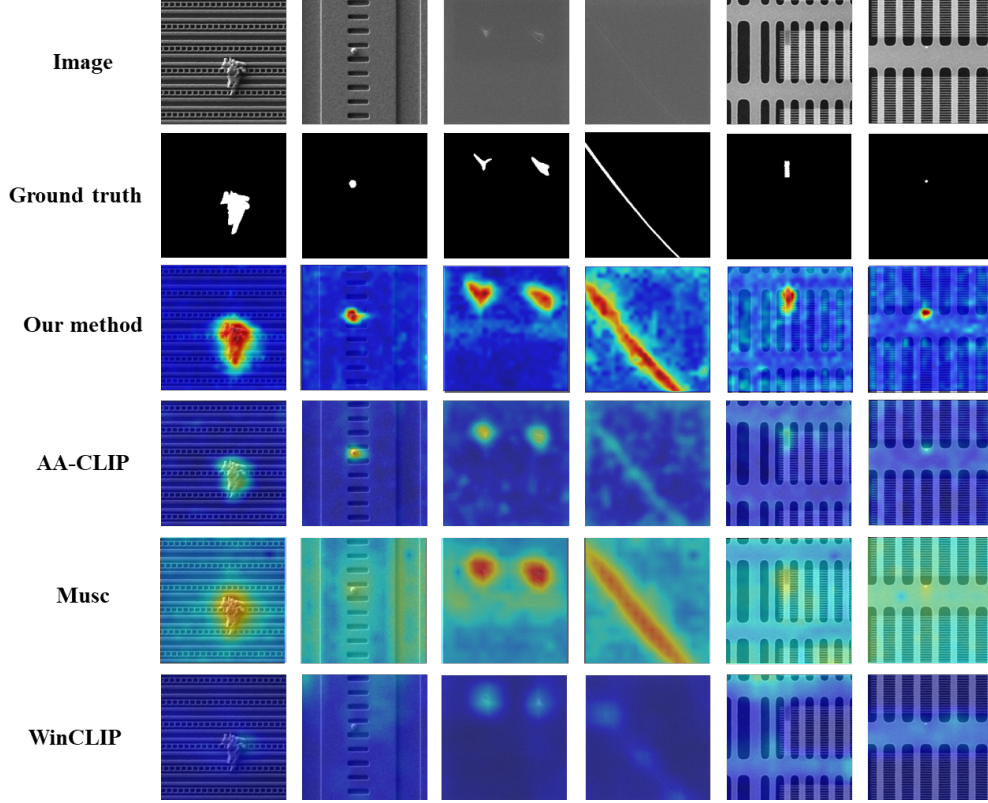 Image
Ground truth
Our method
AA-CLIP
Musc
WinCLIP